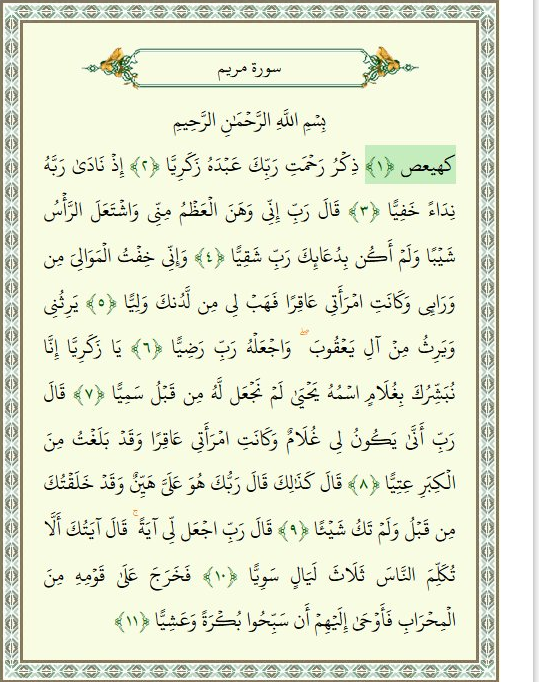 سورة مريم
بِسْمِ اللَّهِ الرَّحْمَـٰنِ الرَّحِيمِ
كهيعص ﴿١﴾ ذِكْرُ رَحْمَتِ رَبِّكَ عَبْدَهُ زَكَرِيَّا ﴿٢﴾ إِذْ نَادَىٰ رَبَّهُ
نِدَاءً خَفِيًّا ﴿٣﴾ قَالَ رَبِّ إِنِّي وَهَنَ الْعَظْمُ مِنِّي وَاشْتَعَلَ الرَّأْسُ
شَيْبًا وَلَمْ أَكُن بِدُعَائِكَ رَبِّ شَقِيًّا ﴿٤﴾ وَإِنِّي خِفْتُ الْمَوَالِيَ مِن
وَرَائِي وَكَانَتِ امْرَأَتِي عَاقِرًا فَهَبْ لِي مِن لَّدُنكَ وَلِيًّا ﴿٥﴾ يَرِثُنِي
وَيَرِثُ مِنْ آلِ يَعْقُوبَ ۖ وَاجْعَلْهُ رَبِّ رَضِيًّا ﴿٦﴾ يَا زَكَرِيَّا إِنَّا
نُبَشِّرُكَ بِغُلَامٍ اسْمُهُ يَحْيَىٰ لَمْ نَجْعَل لَّهُ مِن قَبْلُ سَمِيًّا ﴿٧﴾ قَالَ
رَبِّ أَنَّىٰ يَكُونُ لِي غُلَامٌ وَكَانَتِ امْرَأَتِي عَاقِرًا وَقَدْ بَلَغْتُ مِنَ
الْكِبَرِ عِتِيًّا ﴿٨﴾ قَالَ كَذَٰلِكَ قَالَ رَبُّكَ هُوَ عَلَيَّ هَيِّنٌ وَقَدْ خَلَقْتُكَ
مِن قَبْلُ وَلَمْ تَكُ شَيْئًا ﴿٩﴾ قَالَ رَبِّ اجْعَل لِّي آيَةً ۚ قَالَ آيَتُكَ أَلَّا
تُكَلِّمَ النَّاسَ ثَلَاثَ لَيَالٍ سَوِيًّا ﴿١٠﴾ فَخَرَجَ عَلَىٰ قَوْمِهِ مِنَ
الْمِحْرَابِ فَأَوْحَىٰ إِلَيْهِمْ أَن سَبِّحُوا بُكْرَةً وَعَشِيًّا ﴿١١﴾